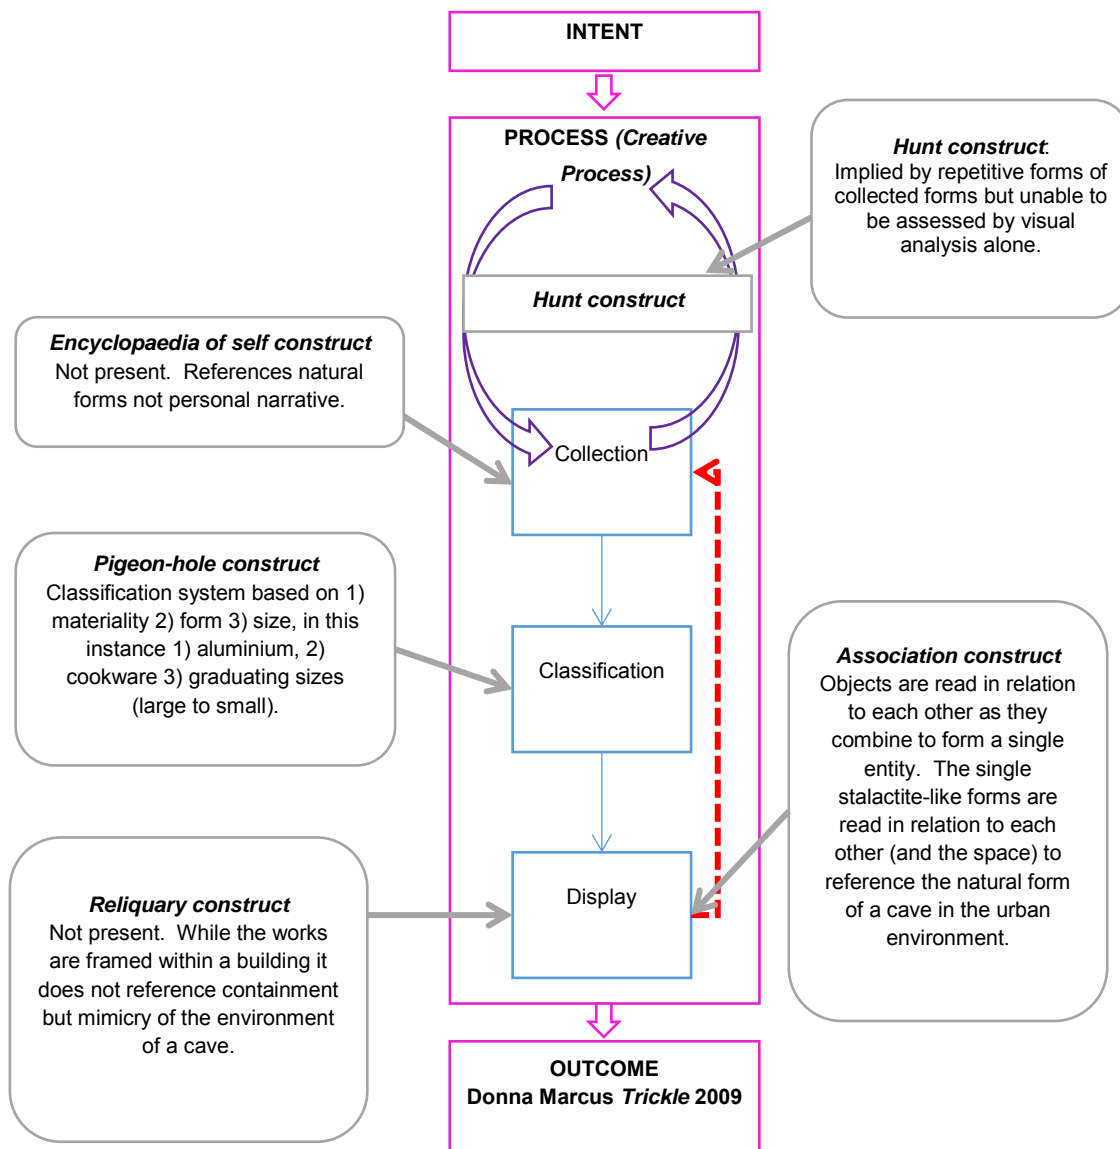 INTENT
PROCESS (Creative
Process)
Hunt construct:
Implied by repetitive forms of
collected forms but unable to
be assessed by visual
analysis alone.
Hunt construct
Encyclopaedia of self construct
Not present.  References natural
forms not personal narrative.
Collection
Pigeon-hole construct
Classification system based on 1)
materiality 2) form 3) size, in this
instance 1) aluminium, 2)
cookware 3) graduating sizes
(large to small).
Classification
Association construct
Objects are read in relation
to each other as they
combine to form a single
entity.  The single
stalactite-like forms are
read in relation to each
other (and the space) to
reference the natural form
of a cave in the urban
environment.
Reliquary construct
Not present.  While the works
are framed within a building it
does not reference containment
but mimicry of the environment
of a cave.
Display
OUTCOME
Donna Marcus Trickle 2009